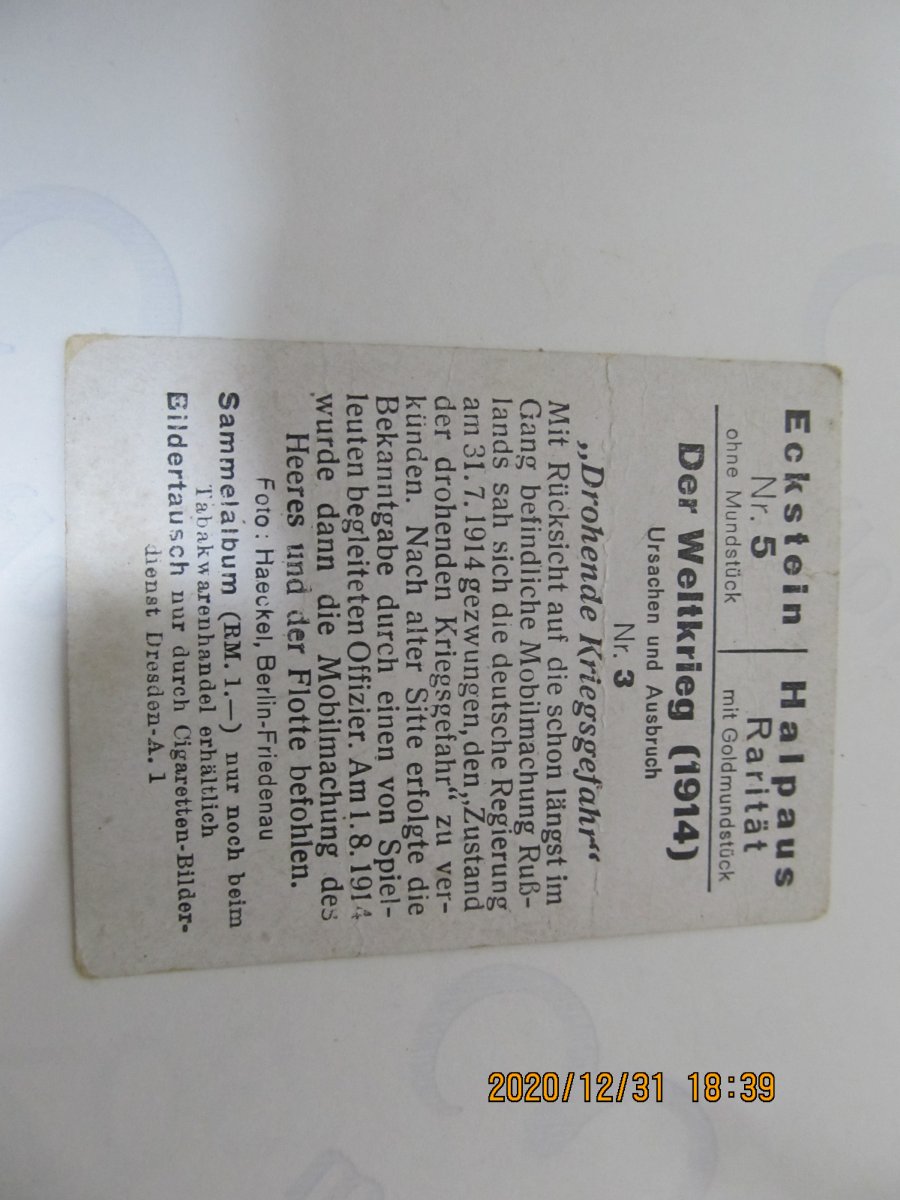 Eckstein | Halpaus
Nr. 5 Rarität
ohne Mundstück mit Goldmundstück
Der Weltkrieg (1914)
Ursachen und Ausbruch
Nr. 3
„Drohende Kriegsgefahr“
Mit Rücksicht auf die schon längst im
Gang befindliche Mobilmachung Ruß-
lands sah sich die deutsche Regierung
am 31. 7. 1914 gezwungen, den „Zustand
der drohenden Kriegsgefahr“ zu ver-
künden. Nach alter Sitte erfolgte die
Bekanntgabe durch einen von Spiel-
leuten begleiteten Offizier. Am 1. 8. 1914
wurde dann die Mobilmachung des
Heeres und der Flotte befohlen.
Foto: Haeckel, Berlin-Friedenau
Sammelalbum (RM. 1.—) nur noch beim
Tabakwarenhandel erhältlich
Bildertausch nur durch Cigaretten-Bilder-
dienst Dresden-A. 1
2020/12/31 18:39